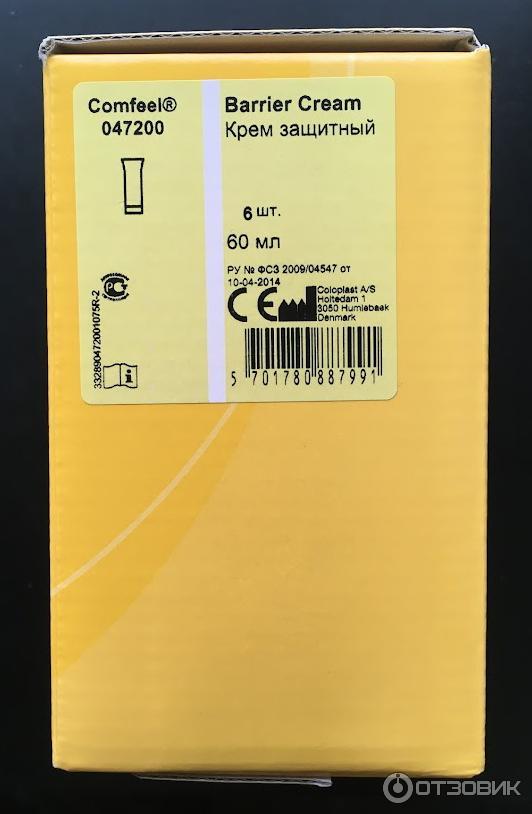 Comfeel®
047200
Barrier Cream
Крем защитный
6 шт.
60 мл
РУ № ФСЗ 2009/04547 от
10-04-2014
CE
Coloplast A/S
Holtedam 1
3050 Humlebaek
Denmark
5 701780 887991
332890472001075R-2
ОТЗОВИК